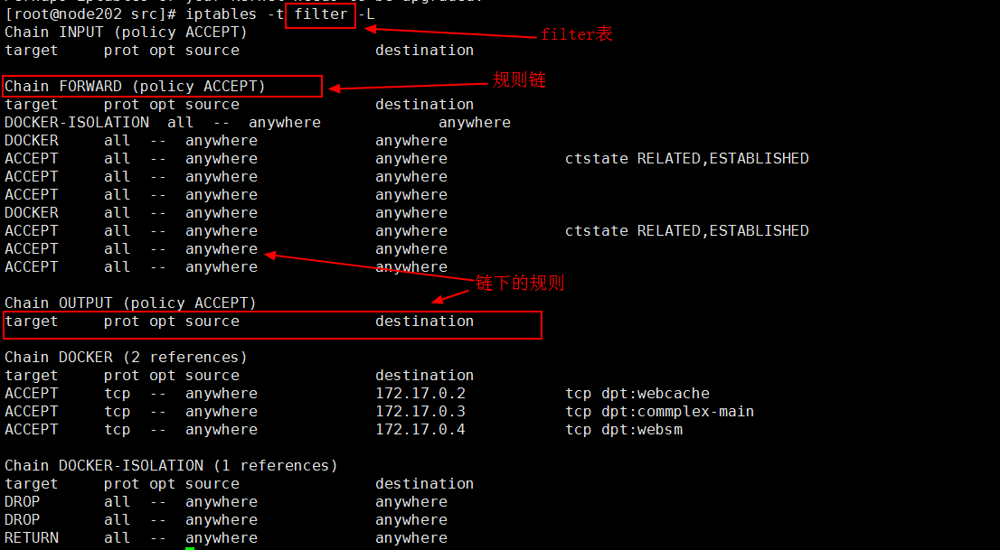 [root@node202 src]# iptables -t filter -L
Chain INPUT (policy ACCEPT)
filter表
target     prot opt source               destination
Chain FORWARD (policy ACCEPT)
规则链
target     prot opt source               destination
DOCKER-ISOLATION  all  --  anywhere             anywhere
DOCKER     all  --  anywhere             anywhere
ACCEPT     all  --  anywhere             anywhere             ctstate RELATED,ESTABLISHED
ACCEPT     all  --  anywhere             anywhere
ACCEPT     all  --  anywhere             anywhere
DOCKER     all  --  anywhere             anywhere
ACCEPT     all  --  anywhere             anywhere             ctstate RELATED,ESTABLISHED
ACCEPT     all  --  anywhere             anywhere
ACCEPT     all  --  anywhere             anywhere
链下的规则
Chain OUTPUT (policy ACCEPT)
target     prot opt source               destination
Chain DOCKER (2 references)
target     prot opt source               destination
ACCEPT     tcp  --  anywhere             172.17.0.2           tcp dpt:webcache
ACCEPT     tcp  --  anywhere             172.17.0.3           tcp dpt:commplex-main
ACCEPT     tcp  --  anywhere             172.17.0.4           tcp dpt:websm
Chain DOCKER-ISOLATION (1 references)
target     prot opt source               destination
DROP       all  --  anywhere             anywhere
DROP       all  --  anywhere             anywhere
RETURN     all  --  anywhere             anywhere